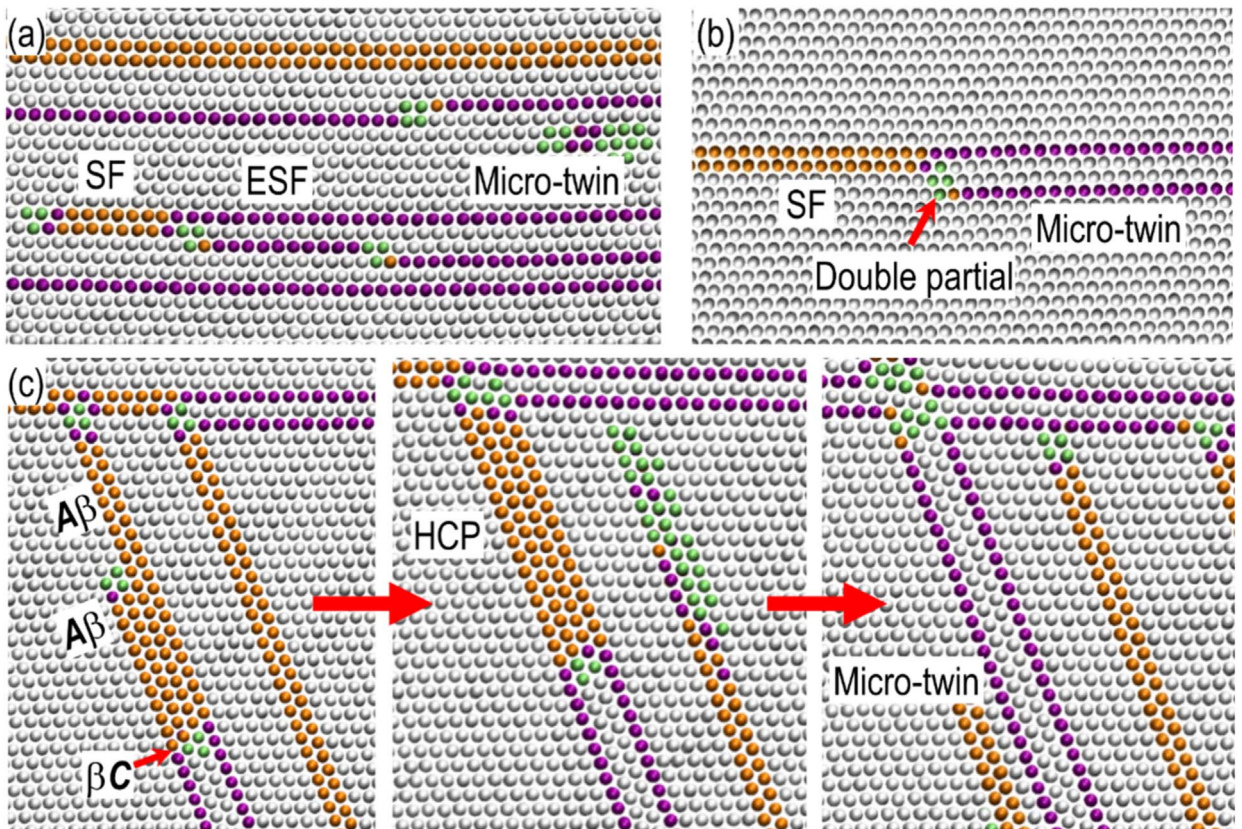 (a)
SF
ESF
Micro-twin
(b)
SF
Micro-twin
Double partial
(c)
Aβ
Aβ
βC
HCP
Micro-twin